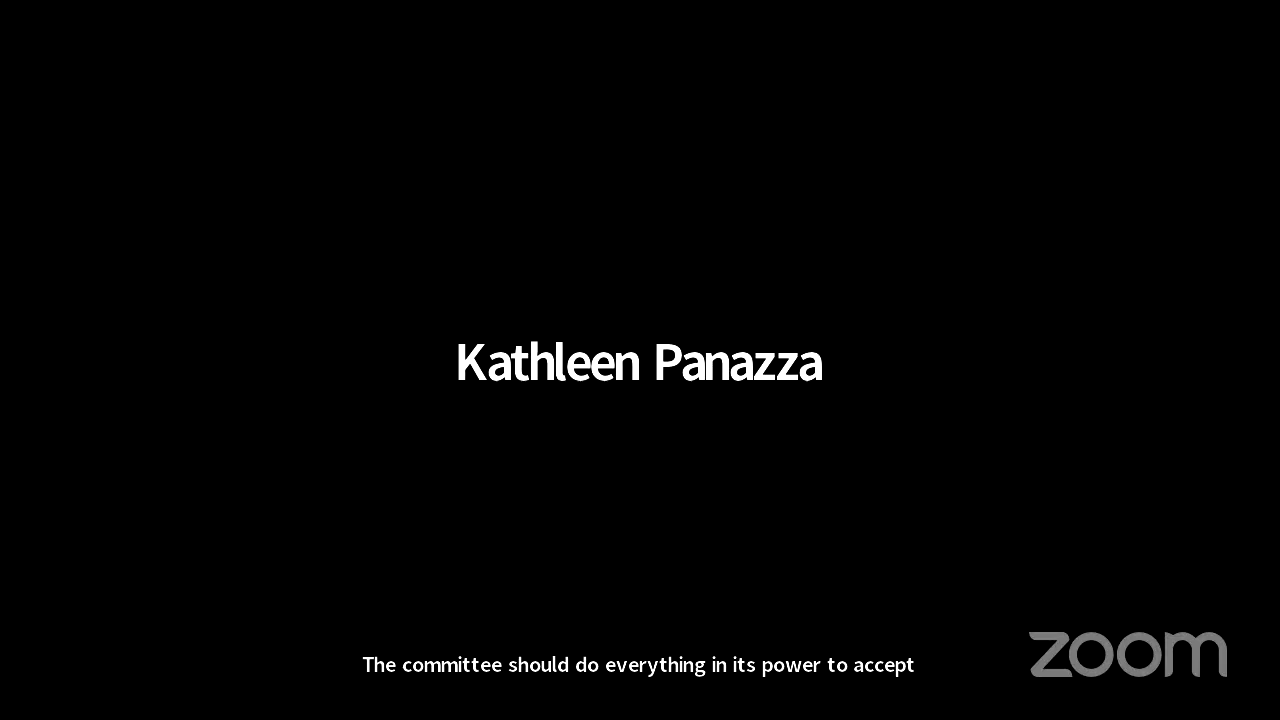 Kathleen Panazza
The committee should do everything in its power to accept
zoom